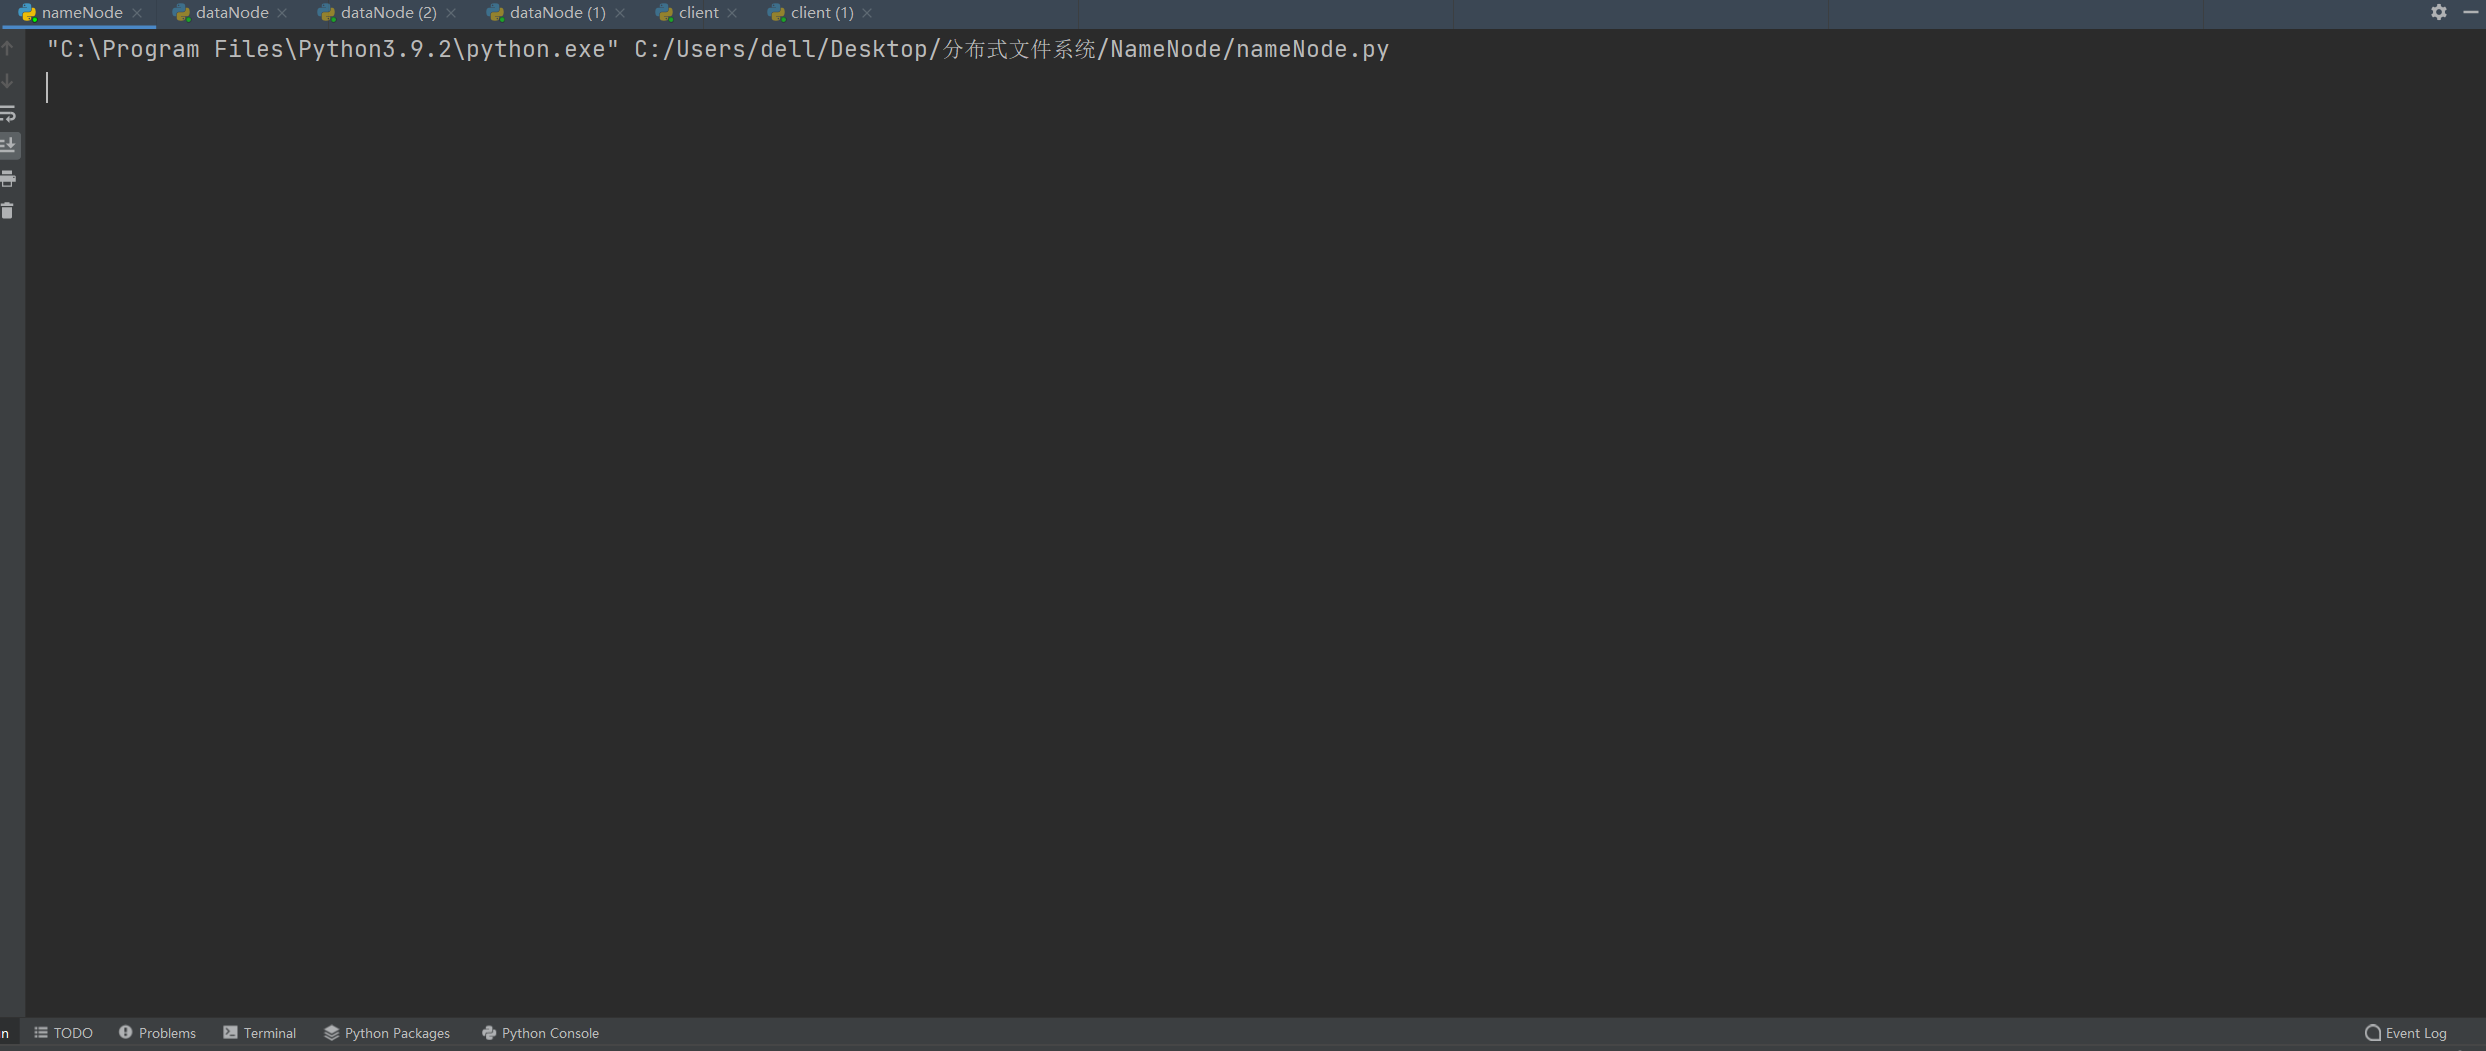 nameNode dataNode dataNode (2) dataNode (1) client client (1)
"C:\Program Files\Python3.9.2\python.exe" C:/Users/dell/Desktop/分布式文件系统/NameNode/nameNode.py
n TODO Problems Terminal Python Packages Python Console Event Log